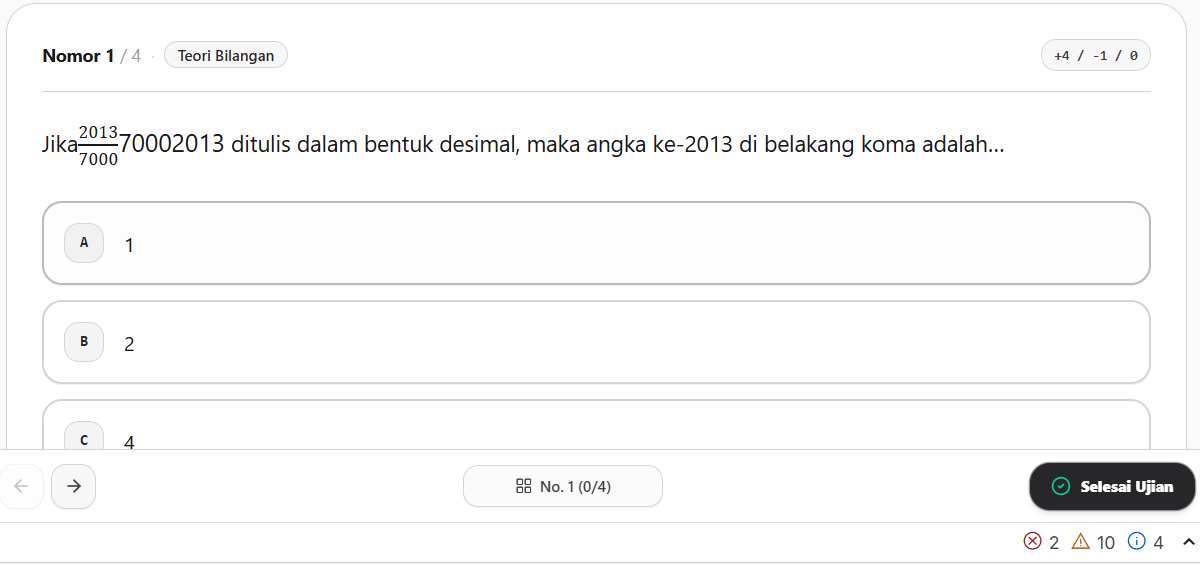 Nomor 1 / 4 · Teori Bilangan
+4 / -1 / 0
Jika 2013/7000 70002013 ditulis dalam bentuk desimal, maka angka ke-2013 di belakang koma adalah...
A 1
B 2
C 4
No. 1 (0/4)
Selesai Ujian
2 10 4